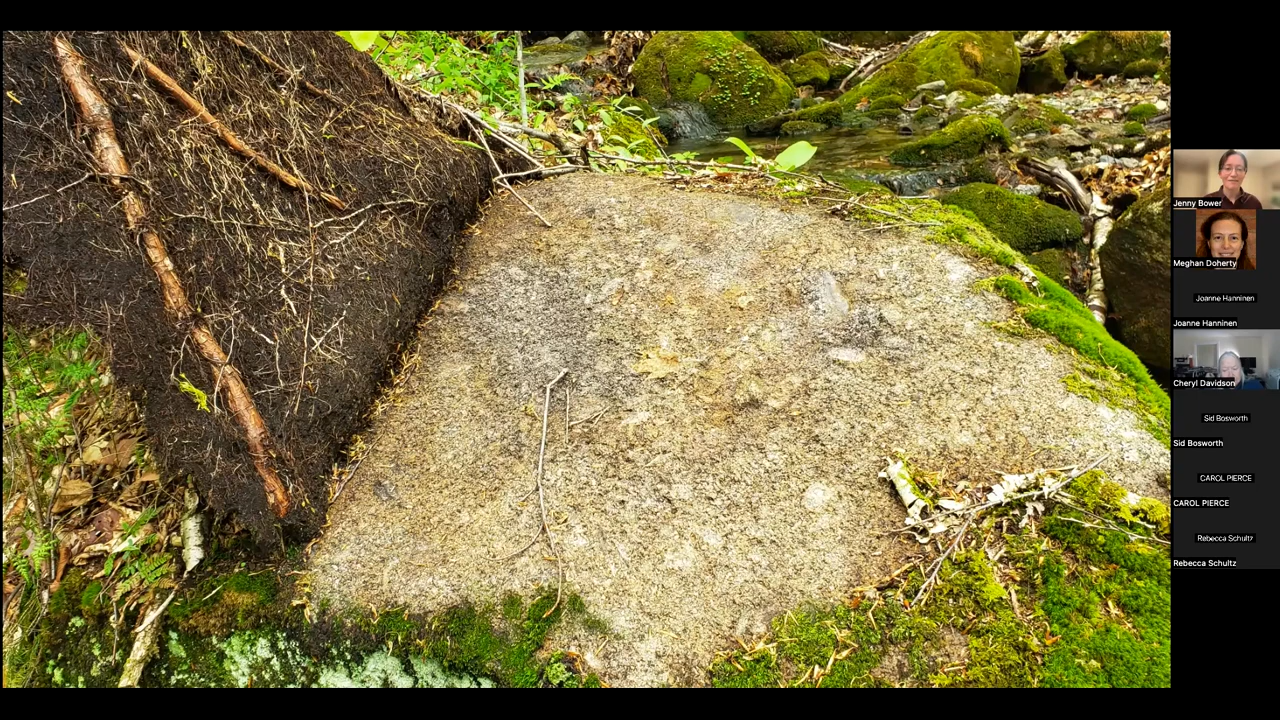 Jenny Bower
Meghan Doherty
Joanne Hanninen
Joanne Hanninen
Cheryl Davidson
Sid Bosworth
Sid Bosworth
CAROL PIERCE
CAROL PIERCE
Rebecca Schultz
Rebecca Schultz